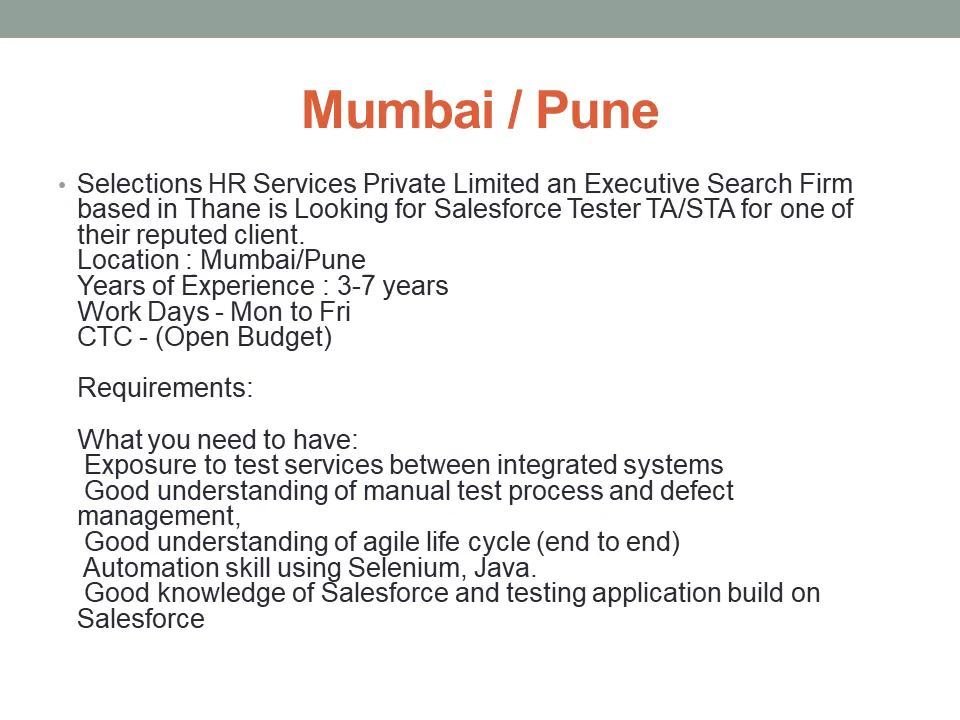 Mumbai / Pune
• Selections HR Services Private Limited an Executive Search Firm
based in Thane is Looking for Salesforce Tester TA/STA for one of
their reputed client.
Location : Mumbai/Pune
Years of Experience : 3-7 years
Work Days - Mon to Fri
CTC - (Open Budget)
Requirements:
What you need to have:
Exposure to test services between integrated systems
Good understanding of manual test process and defect
management,
Good understanding of agile life cycle (end to end)
Automation skill using Selenium, Java.
Good knowledge of Salesforce and testing application build on
Salesforce